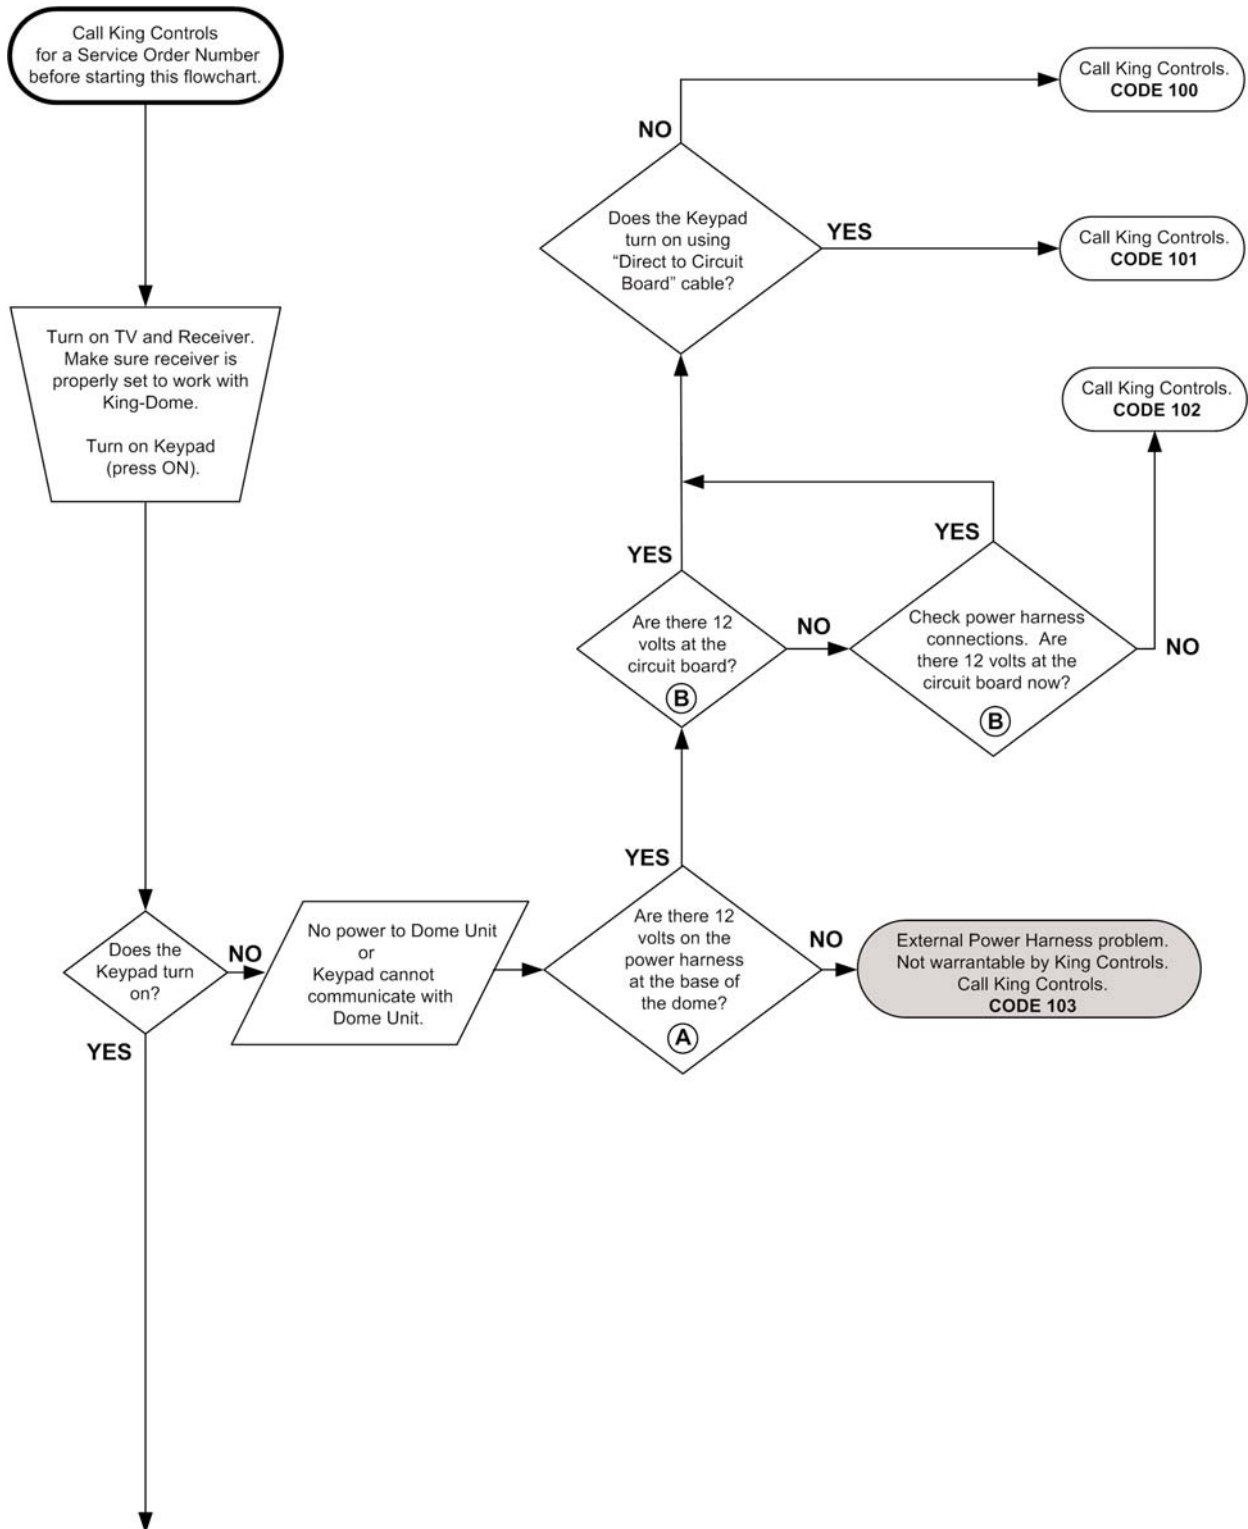 Call King Controls
for a Service Order Number
before starting this flowchart.
Call King Controls.
CODE 100
NO
Does the Keypad
turn on using
“Direct to Circuit
Board” cable?
YES
Call King Controls.
CODE 101
Turn on TV and Receiver.
Make sure receiver is
properly set to work with
King-Dome.
Turn on Keypad
(press ON).
Call King Controls.
CODE 102
YES
YES
Are there 12
volts at the
circuit board?
B
NO
Check power harness
connections. Are
there 12 volts at the
circuit board now?
B
NO
YES
Does the
Keypad turn
on?
NO
YES
No power to Dome Unit
or
Keypad cannot
communicate with
Dome Unit.
Are there 12
volts on the
power harness
at the base of
the dome?
A
NO
External Power Harness problem.
Not warrantable by King Controls.
Call King Controls.
CODE 103